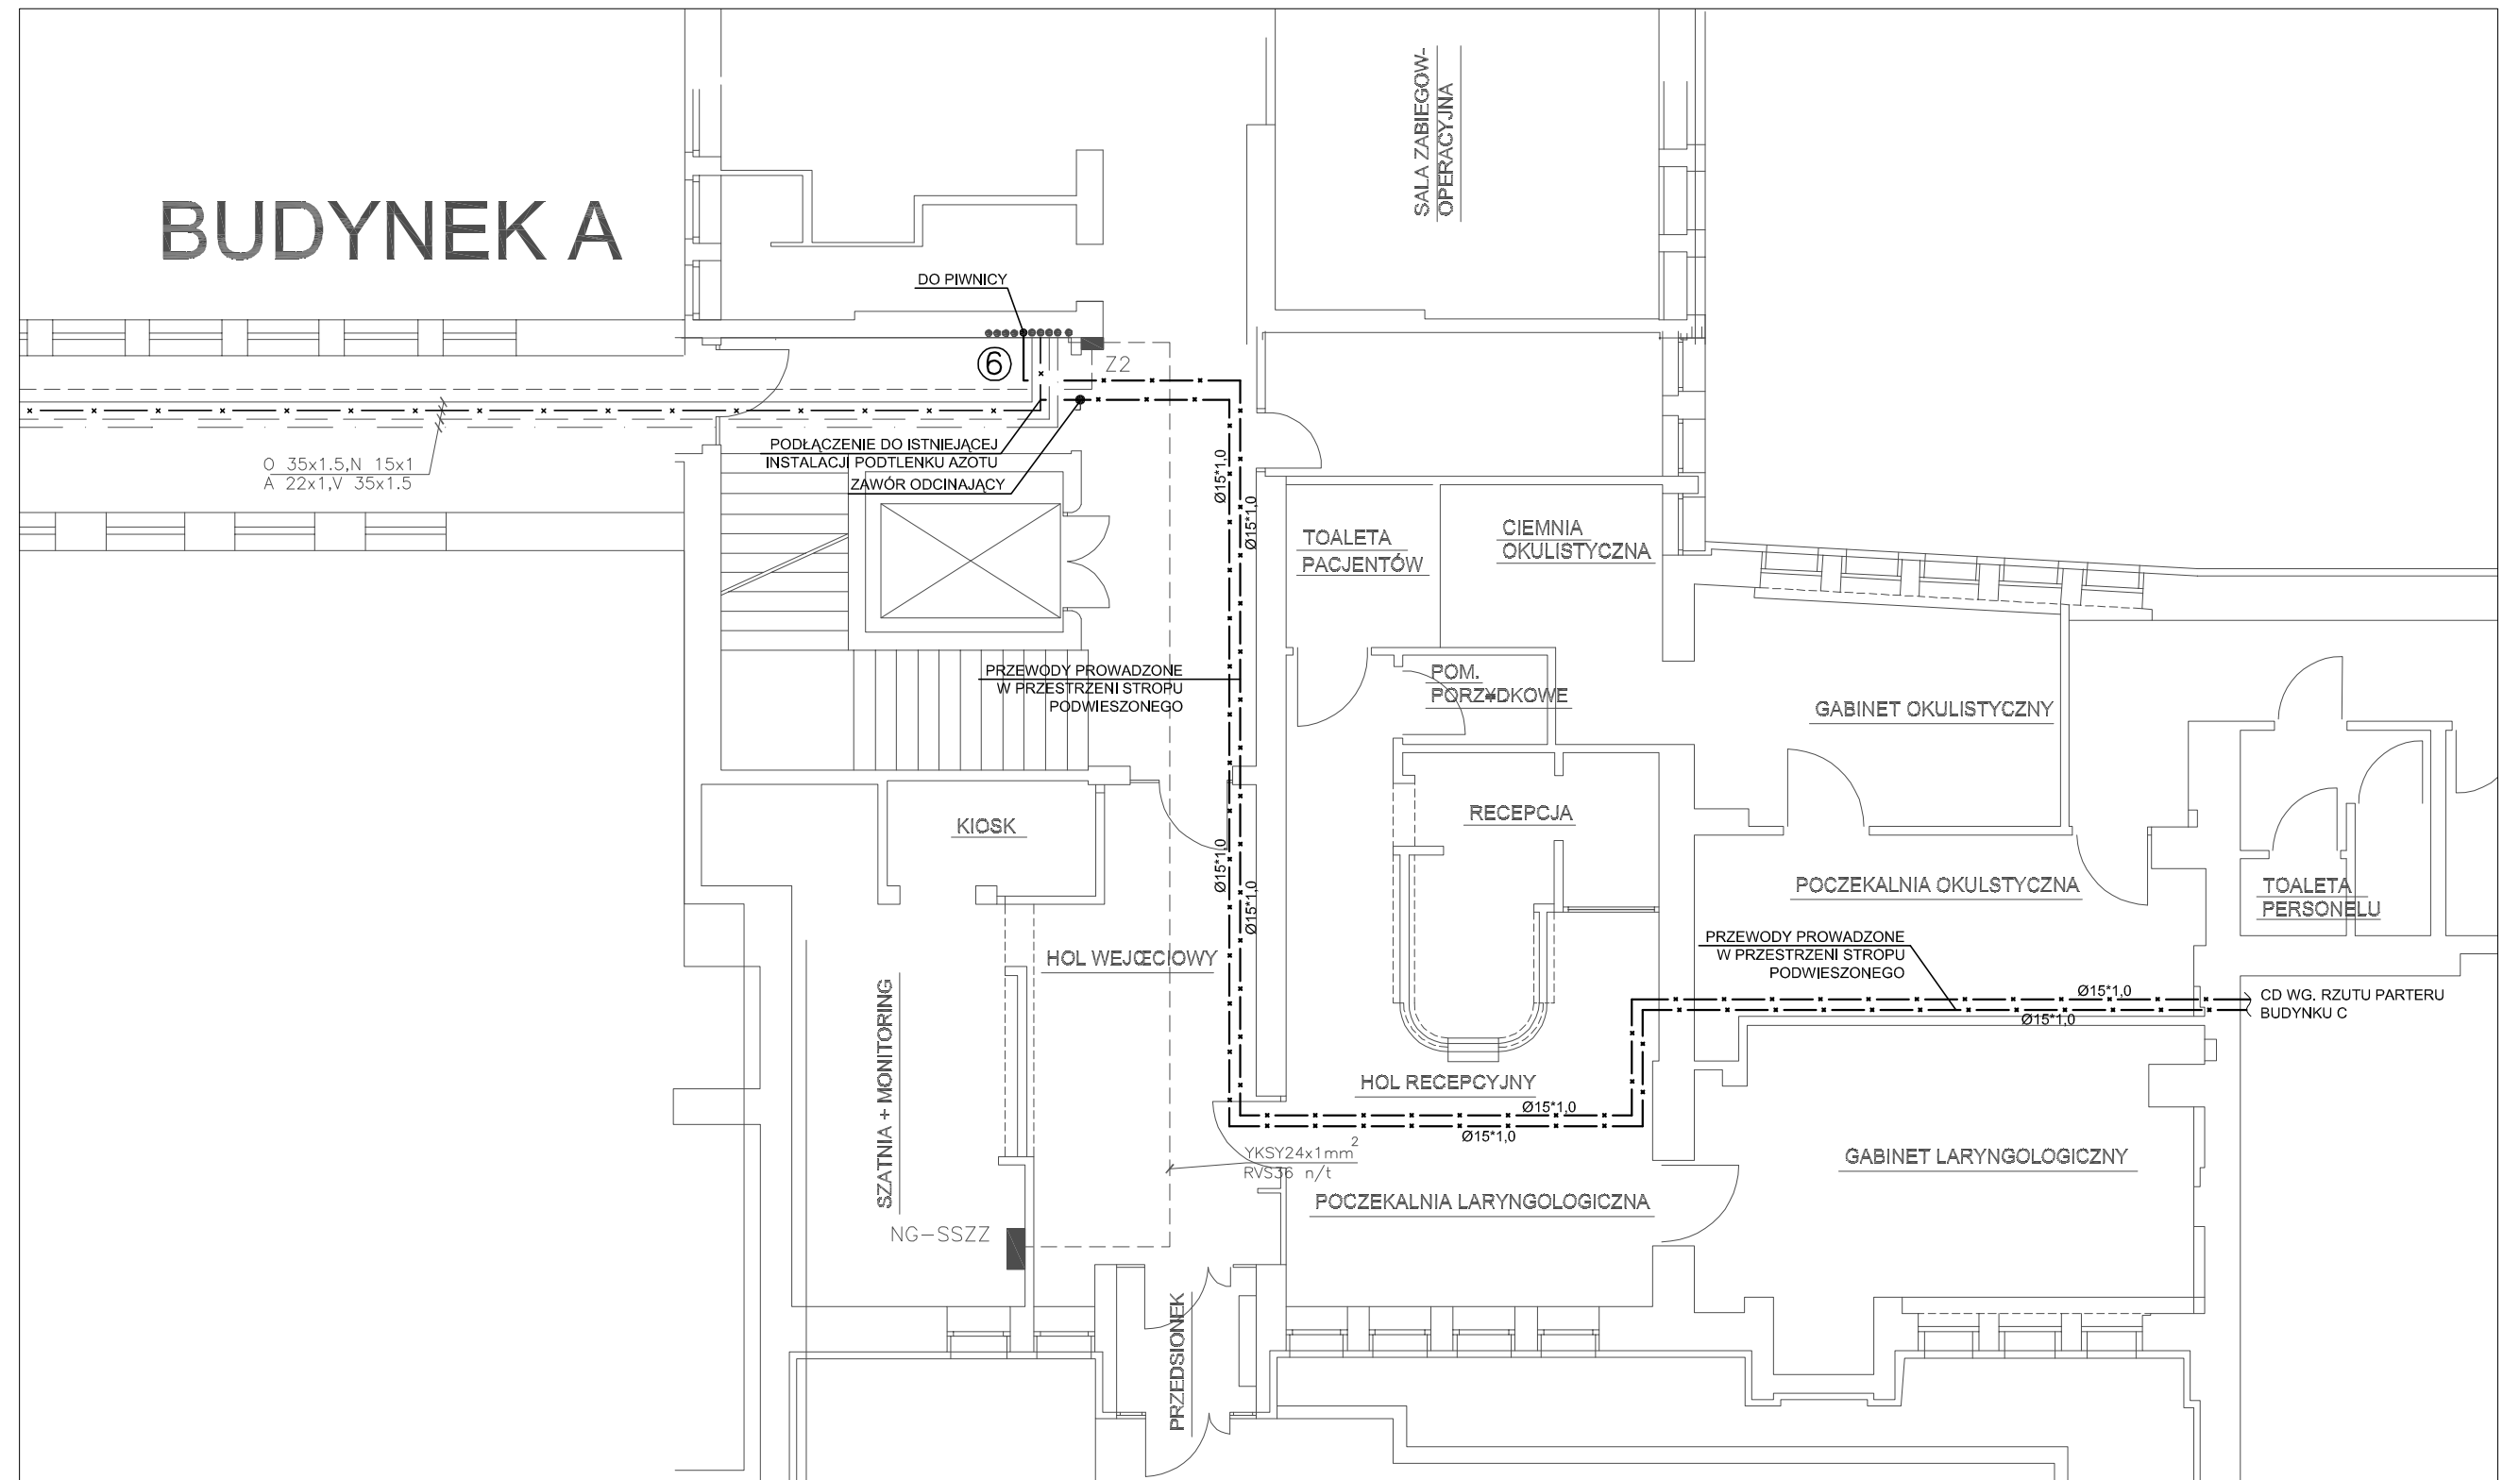 SALA ZABIEGOW-
OPERACYJNA
BUDYNEK A
DO PIWNICY
6
Z2
PODŁĄCZENIE DO ISTNIEJĄCEJ
INSTALACJI PODTLENKU AZOTU
ZAWÓR ODCINAJĄCY
O 35x1.5,N 15x1
A 22x1,V 35x1.5
Ø15*1,0
Ø15*1,0
TOALETA
PACJENTÓW
CIEMNIA
OKULISTYCZNA
PRZEWODY PROWADZONE
W PRZESTRZENI STROPU
PODWIESZONEGO
POM.
PORZĄDKOWE
GABINET OKULISTYCZNY
KIOSK
RECEPCJA
Ø15*1,0
Ø15*1,0
POCZEKALNIA OKULSTYCZNA
TOALETA
PERSONELU
HOL WEJŒCIOWY
PRZEWODY PROWADZONE
W PRZESTRZENI STROPU
PODWIESZONEGO
Ø15*1,0
Ø15*1,0
CD WG. RZUTU PARTERU
BUDYNKU C
SZATNIA + MONITORING
HOL RECEPCYJNY
Ø15*1,0
Ø15*1,0
YKSY24x1mm2
RVS36 n/t
GABINET LARYNGOLOGICZNY
POCZEKALNIA LARYNGOLOGICZNA
NG-SSZZ
PRZEDSIONEK